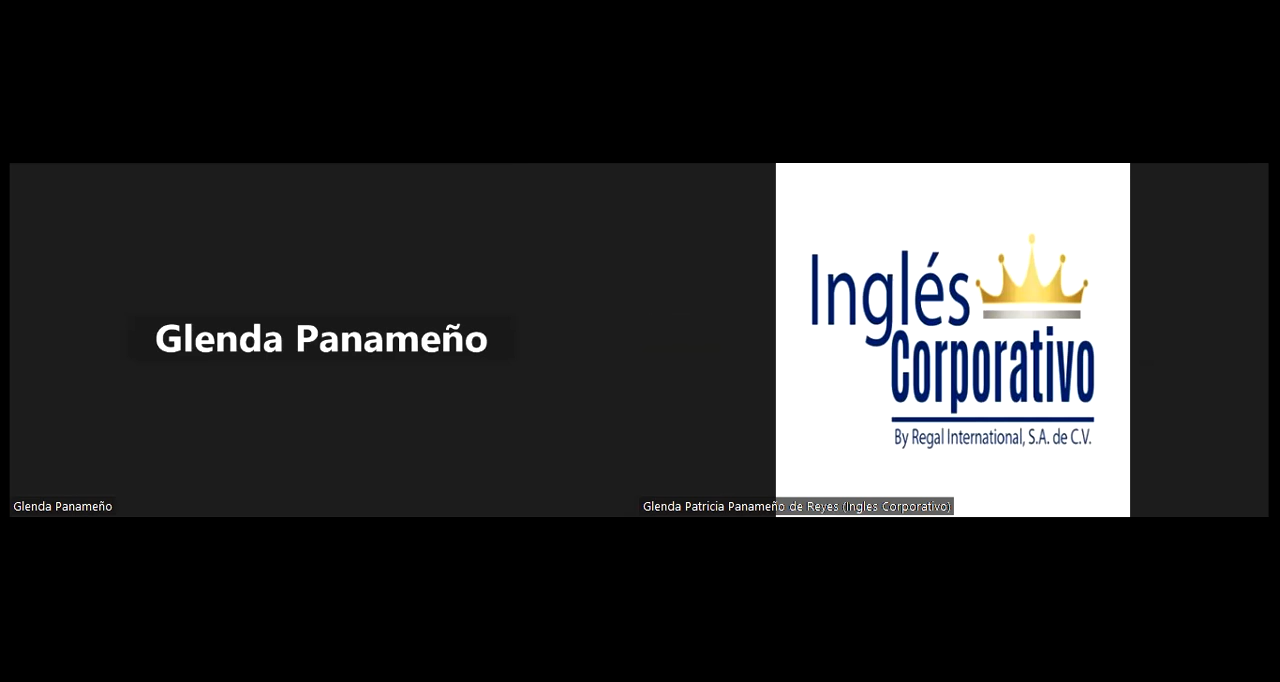 Glenda Panameño
Inglés
Corporativo
By Regal International, S.A. de C.V.
Glenda Panameño
Glenda Patricia Panameño de Reyes (Ingles Corporativo)